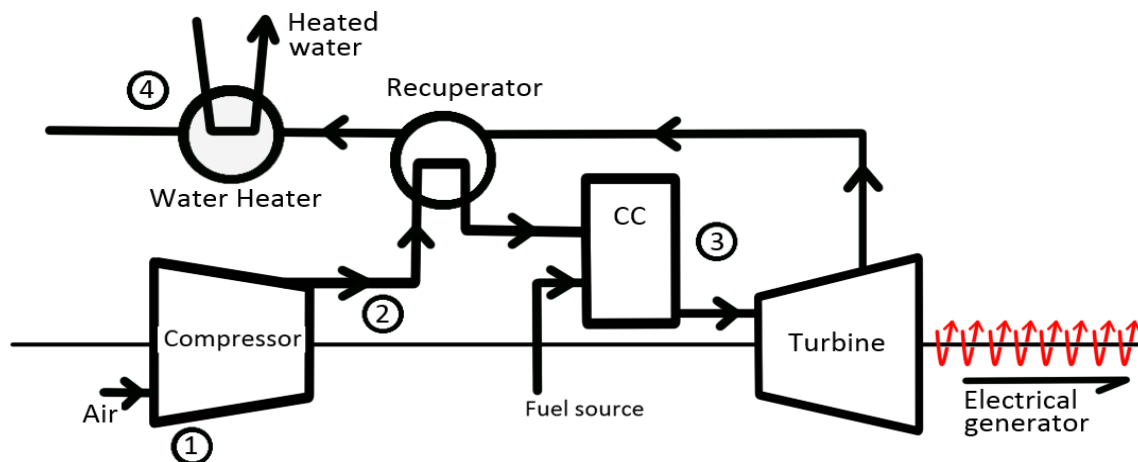 Heated
water
4
Recuperator
Water Heater
CC
3
2
Compressor
Turbine
Air
Fuel source
Electrical
generator
1